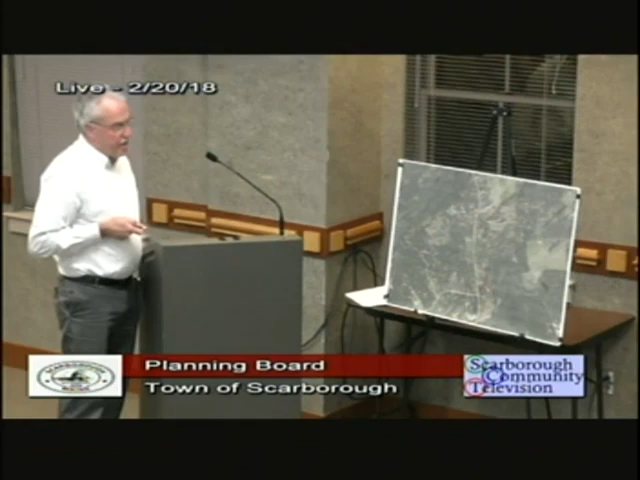 Live - 2/20/18
Planning Board
Town of Scarborough
Scarborough
Community
Television